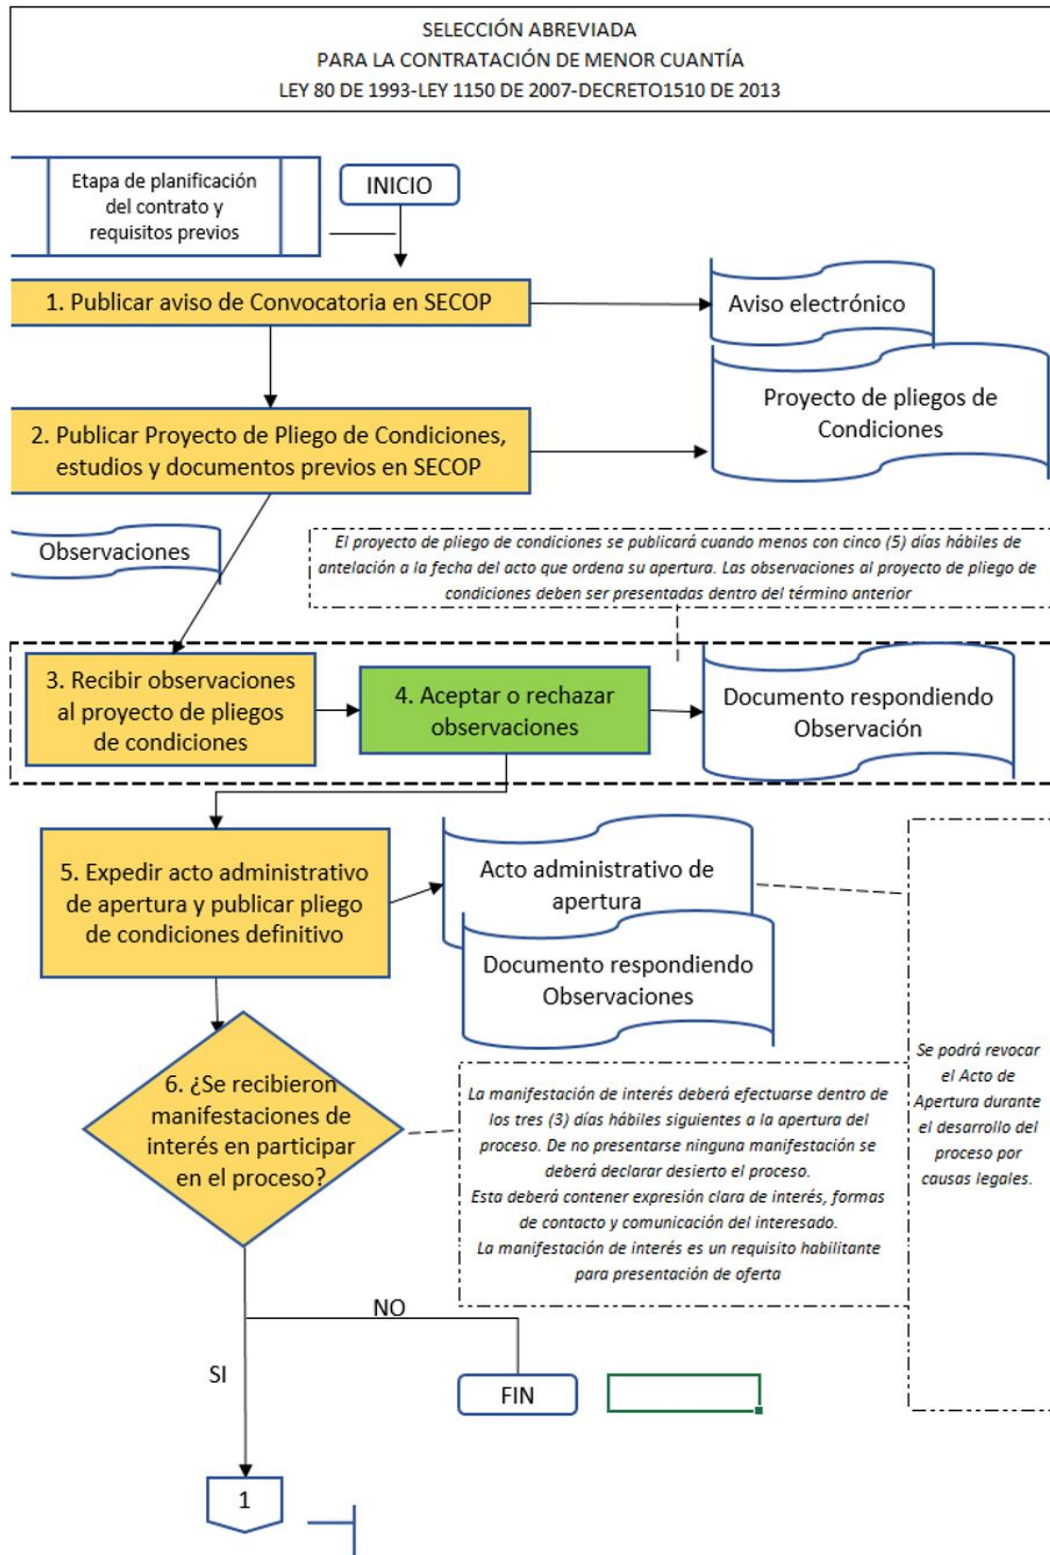 SELECCIÓN ABREVIADA
PARA LA CONTRATACIÓN DE MENOR CUANTÍA
LEY 80 DE 1993-LEY 1150 DE 2007-DECRETO1510 DE 2013
Etapa de planificación
del contrato y
requisitos previos
INICIO
1. Publicar aviso de Convocatoria en SECOP
Aviso electrónico
2. Publicar Proyecto de Pliego de Condiciones,
estudios y documentos previos en SECOP
Proyecto de pliegos de
Condiciones
Observaciones
El proyecto de pliego de condiciones se publicará cuando menos con cinco (5) días hábiles de
antelación a la fecha del acto que ordena su apertura. Las observaciones al proyecto de pliego de
condiciones deben ser presentadas dentro del término anterior
3. Recibir observaciones
al proyecto de pliegos
de condiciones
4. Aceptar o rechazar
observaciones
Documento respondiendo
Observación
5. Expedir acto administrativo
de apertura y publicar pliego
de condiciones definitivo
Acto administrativo de
apertura
Documento respondiendo
Observaciones
6. ¿Se recibieron
manifestaciones de
interés en participar
en el proceso?
La manifestación de interés deberá efectuarse dentro de
los tres (3) días hábiles siguientes a la apertura del
proceso. De no presentarse ninguna manifestación se
deberá declarar desierto el proceso.
Esta deberá contener expresión clara de interés, formas
de contacto y comunicación del interesado.
La manifestación de interés es un requisito habilitante
para presentación de oferta
Se podrá revocar
el Acto de
Apertura durante
el desarrollo del
proceso por
causas legales.
NO
SI
FIN
1